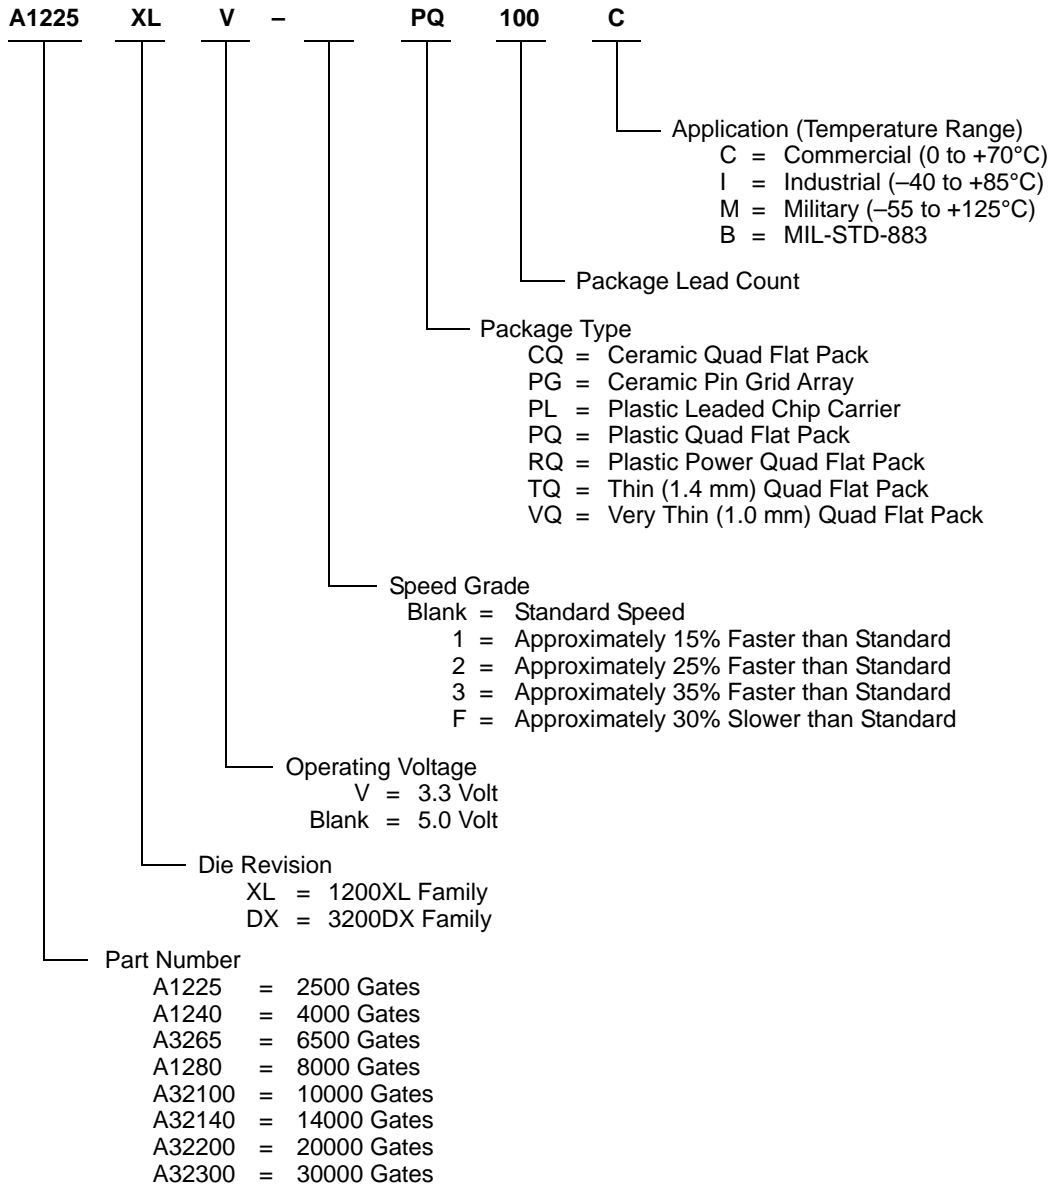 A1225 XL V – PQ 100 C
Application (Temperature Range)
C = Commercial (0 to +70°C)
I = Industrial (–40 to +85°C)
M = Military (–55 to +125°C)
B = MIL-STD-883
Package Lead Count
Package Type
CQ = Ceramic Quad Flat Pack
PG = Ceramic Pin Grid Array
PL = Plastic Leaded Chip Carrier
PQ = Plastic Quad Flat Pack
RQ = Plastic Power Quad Flat Pack
TQ = Thin (1.4 mm) Quad Flat Pack
VQ = Very Thin (1.0 mm) Quad Flat Pack
Speed Grade
Blank = Standard Speed
1 = Approximately 15% Faster than Standard
2 = Approximately 25% Faster than Standard
3 = Approximately 35% Faster than Standard
F = Approximately 30% Slower than Standard
Operating Voltage
V = 3.3 Volt
Blank = 5.0 Volt
Die Revision
XL = 1200XL Family
DX = 3200DX Family
Part Number
A1225 = 2500 Gates
A1240 = 4000 Gates
A3265 = 6500 Gates
A1280 = 8000 Gates
A32100 = 10000 Gates
A32140 = 14000 Gates
A32200 = 20000 Gates
A32300 = 30000 Gates